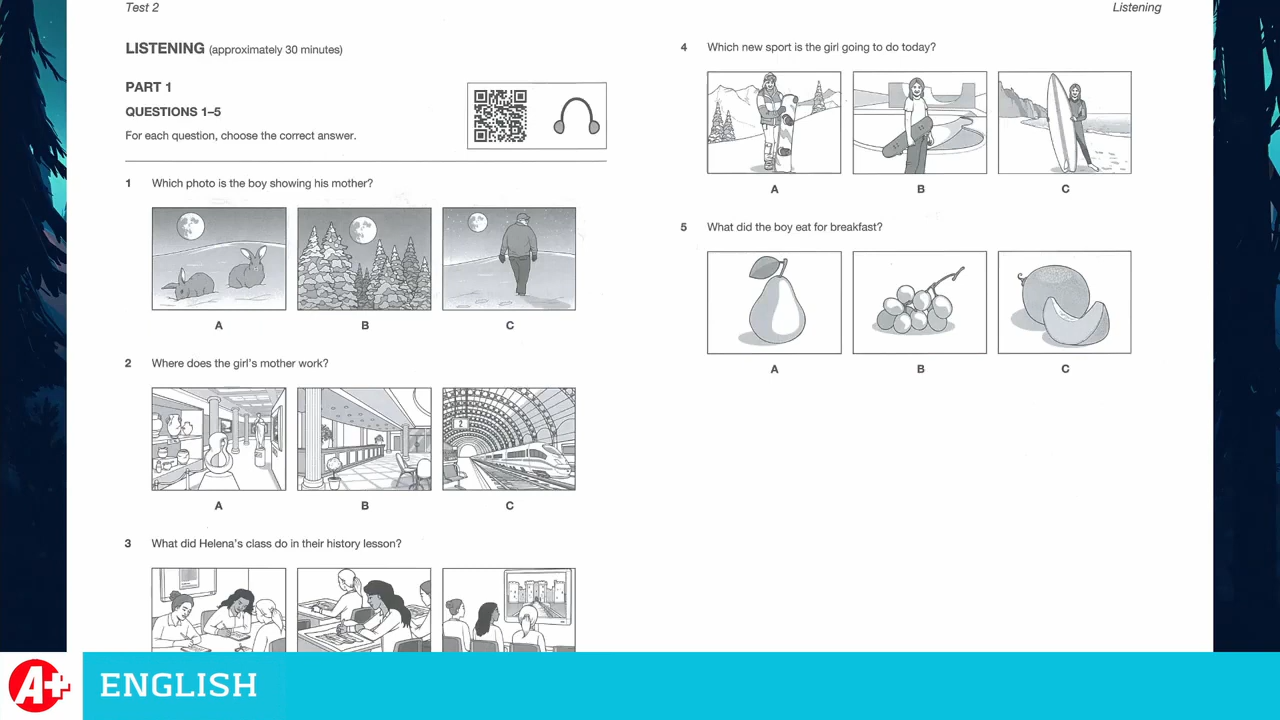 Test 2
Listening
LISTENING (approximately 30 minutes)
PART 1
QUESTIONS 1–5
For each question, choose the correct answer.
1 Which photo is the boy showing his mother?
A B C
2 Where does the girl's mother work?
2
A B C
3 What did Helena's class do in their history lesson?
4 Which new sport is the girl going to do today?
A B C
5 What did the boy eat for breakfast?
A B C
A+
ENGLISH